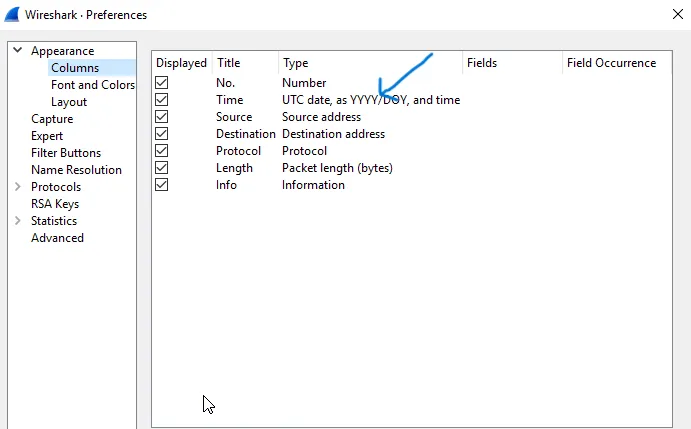 Wireshark · Preferences
Appearance
Columns
Font and Colors
Layout
Capture
Expert
Filter Buttons
Name Resolution
Protocols
RSA Keys
Statistics
Advanced
Displayed Title Type Fields Field Occurrence
No. Number
Time UTC date, as YYYY/DOY, and time
Source Source address
Destination Destination address
Protocol Protocol
Length Packet length (bytes)
Info Information